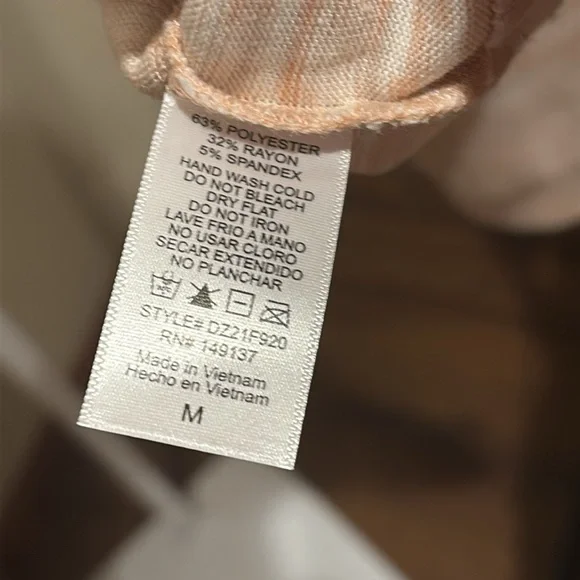 63% POLYESTER
32% RAYON
5% SPANDEX
HAND WASH COLD
DO NOT BLEACH
DRY FLAT
DO NOT IRON
LAVE FRIO A MANO
NO USAR CLORO
SECAR EXTENDIDO
NO PLANCHAR
STYLE# DZ21F920
RN# 149137
Made in Vietnam
Hecho en Vietnam
M